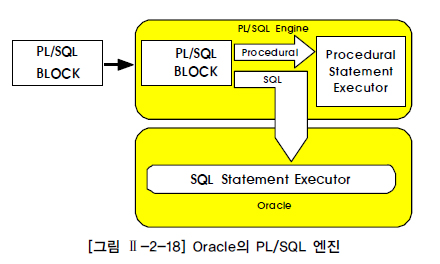 PL/SQL Engine
PL/SQL
BLOCK
PL/SQL
BLOCK
Procedural
SQL
Procedural
Statement
Executor
SQL Statement Executor
Oracle
[그림 Ⅱ-2-18] Oracle의 PL/SQL 엔진